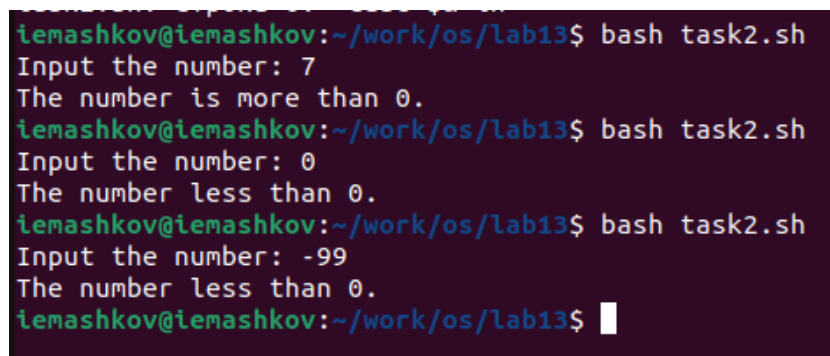 iemashkov@iemashkov:~/work/os/lab13$ bash task2.sh
Input the number: 7
The number is more than 0.
iemashkov@iemashkov:~/work/os/lab13$ bash task2.sh
Input the number: 0
The number less than 0.
iemashkov@iemashkov:~/work/os/lab13$ bash task2.sh
Input the number: -99
The number less than 0.
iemashkov@iemashkov:~/work/os/lab13$